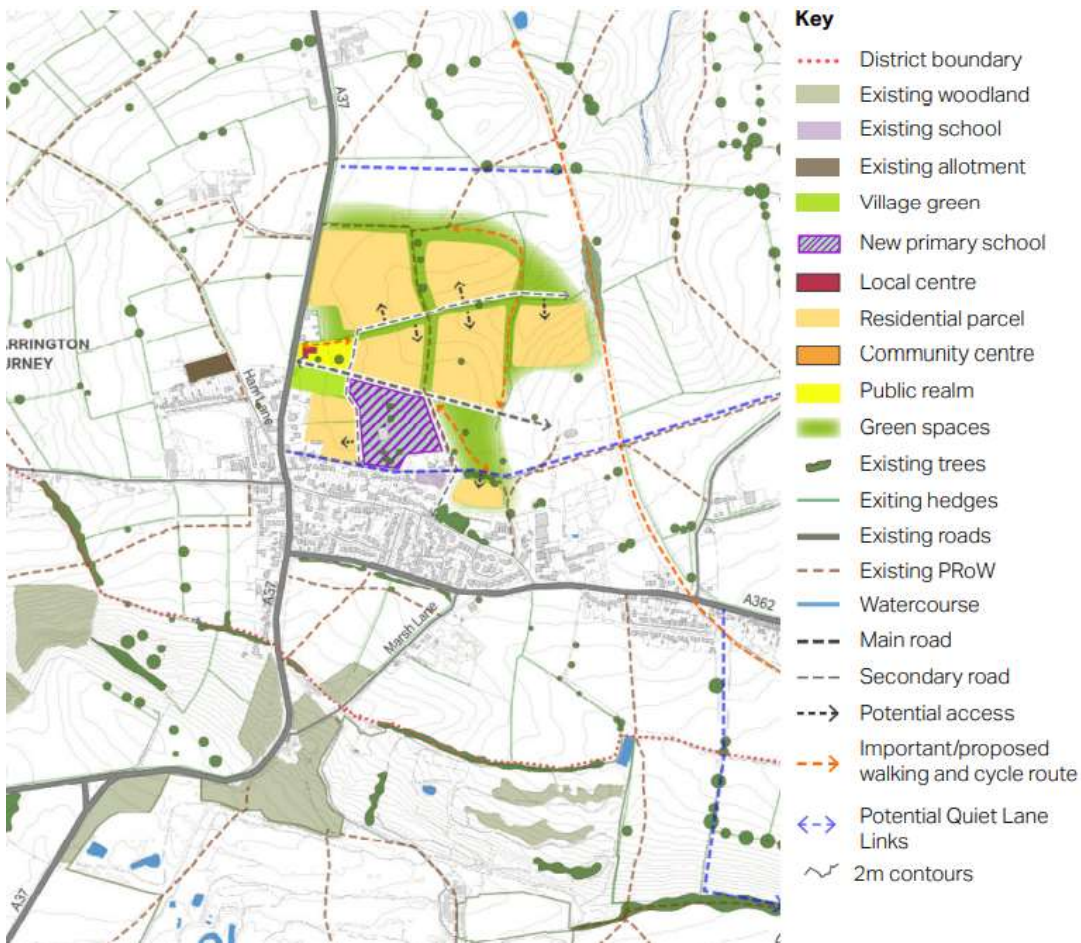 Key
District boundary
Existing woodland
Existing school
Existing allotment
Village green
New primary school
Local centre
Residential parcel
Community centre
Public realm
Green spaces
Existing trees
Exiting hedges
Existing roads
Existing PRoW
Watercourse
Main road
Secondary road
Potential access
Important/proposed
walking and cycle route
Potential Quiet Lane
Links
2m contours
A37
A37
ARRINGTON
URNEY
Ham Lane
A37
Marsh Lane
A362
A37